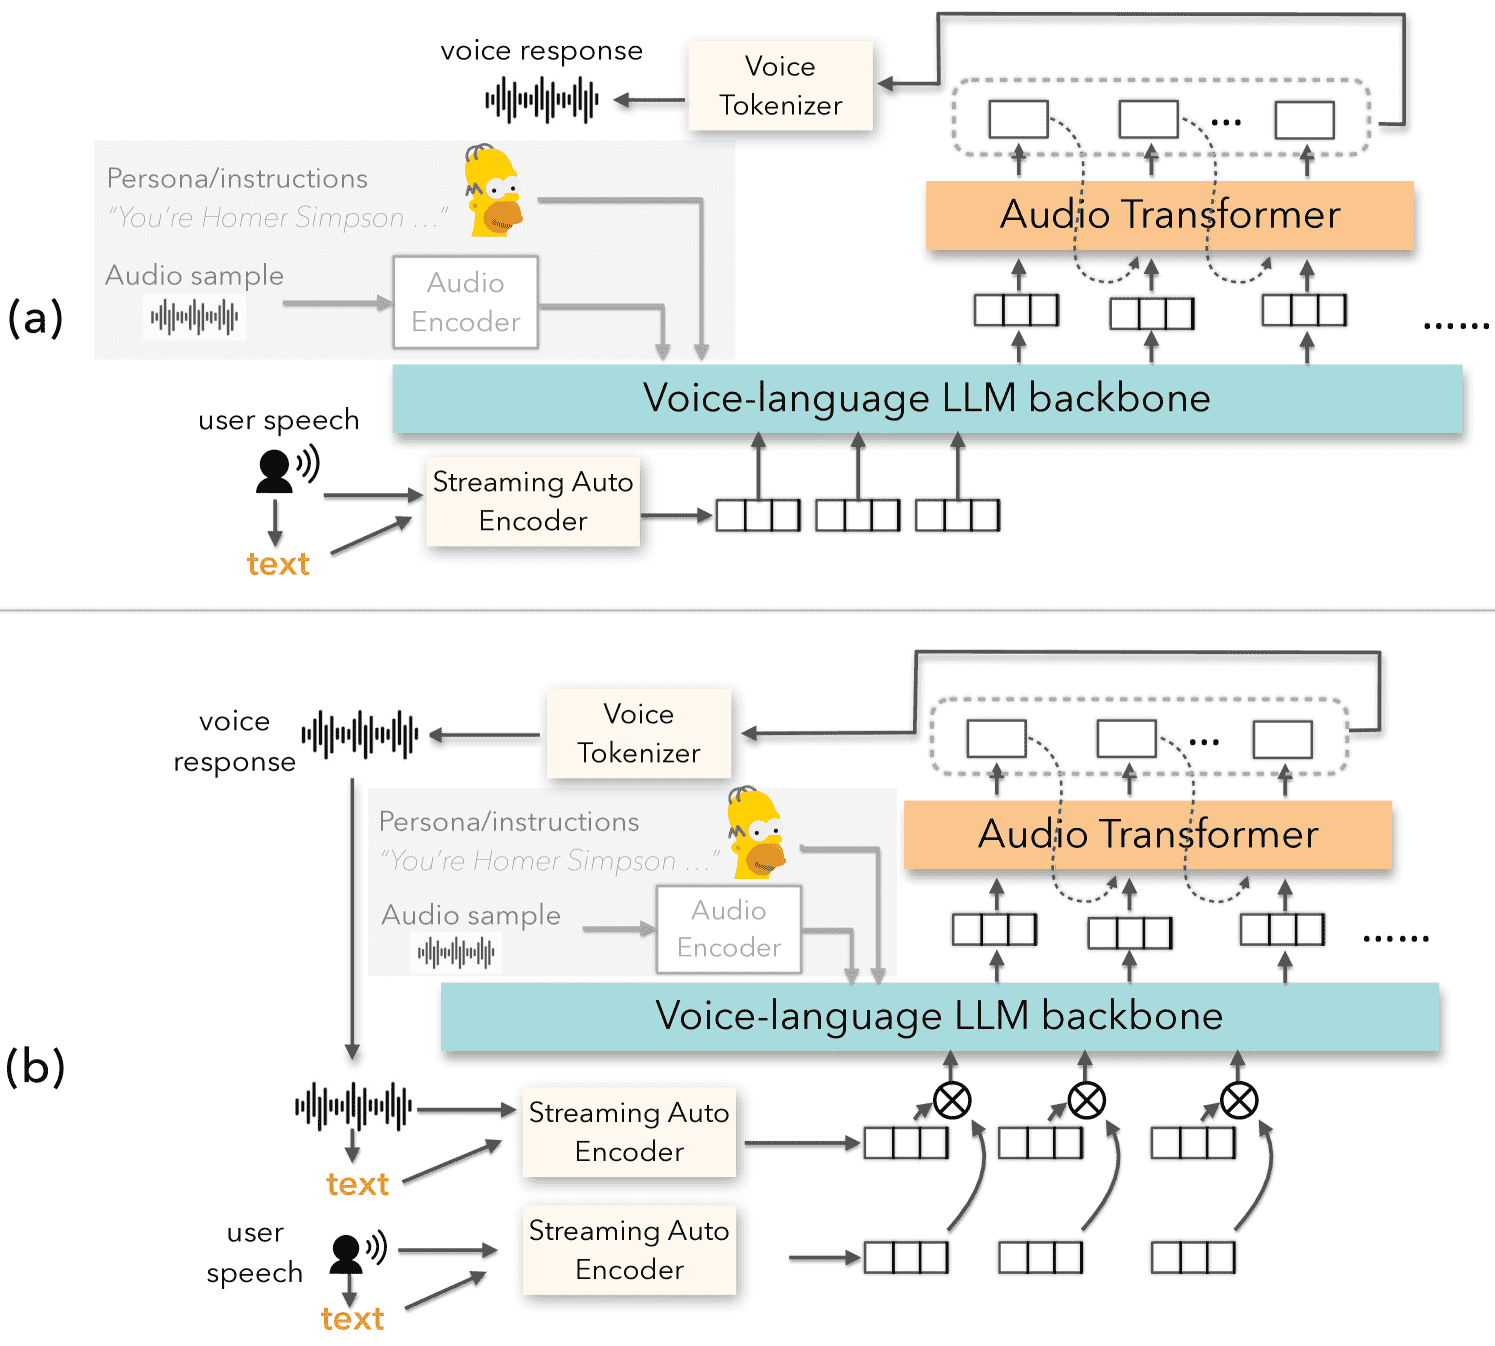 voice response
Voice
Tokenizer
...
Persona/instructions
“You’re Homer Simpson ...”
Audio Transformer
Audio sample
Audio
Encoder
(a)
......
Voice-language LLM backbone
user speech
Streaming Auto
Encoder
text
voice
response
Voice
Tokenizer
...
Persona/instructions
“You’re Homer Simpson ...”
Audio Transformer
Audio sample
Audio
Encoder
......
Voice-language LLM backbone
(b)
Streaming Auto
Encoder
text
user
speech
Streaming Auto
Encoder
text